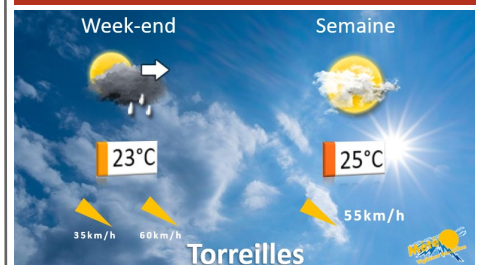 Week-end
Semaine
23°C
25°C
35km/h
60km/h
55km/h
Torreilles